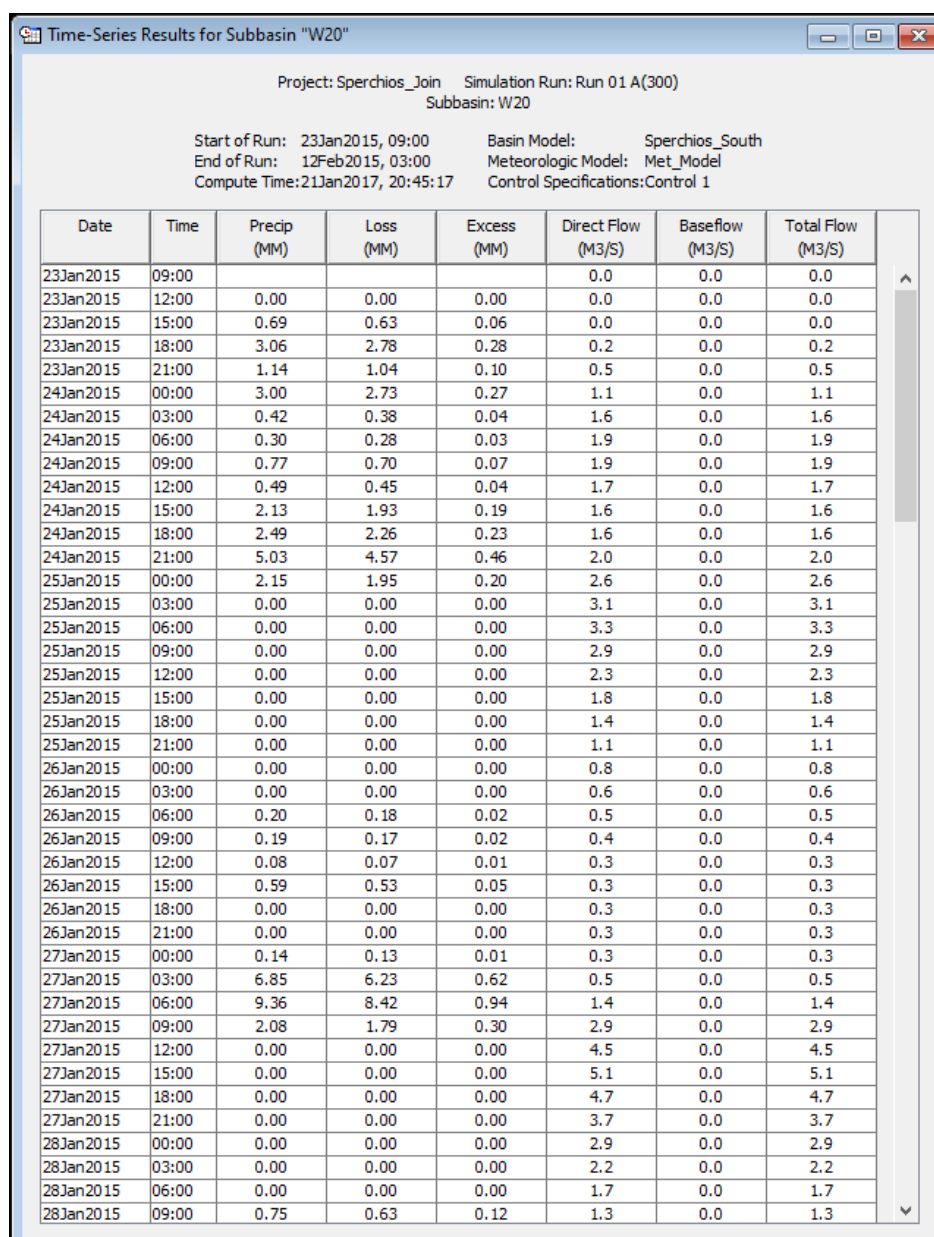 Time-Series Results for Subbasin "W20"
Project: Sperchios_Join Simulation Run: Run 01 A(300)
Subbasin: W20
Start of Run: 23Jan2015, 09:00 Basin Model: Sperchios_South
End of Run: 12Feb2015, 03:00 Meteorologic Model: Met_Model
Compute Time:21Jan2017, 20:45:17 Control Specifications:Control 1
Date Time Precip Loss Excess Direct Flow Baseflow Total Flow
(MM) (MM) (MM) (M3/S) (M3/S) (M3/S)
23Jan2015 09:00 0.0 0.0 0.0
23Jan2015 12:00 0.00 0.00 0.00 0.0 0.0 0.0
23Jan2015 15:00 0.69 0.63 0.06 0.0 0.0 0.0
23Jan2015 18:00 3.06 2.78 0.28 0.2 0.0 0.2
23Jan2015 21:00 1.14 1.04 0.10 0.5 0.0 0.5
24Jan2015 00:00 3.00 2.73 0.27 1.1 0.0 1.1
24Jan2015 03:00 0.42 0.38 0.04 1.6 0.0 1.6
24Jan2015 06:00 0.30 0.28 0.03 1.9 0.0 1.9
24Jan2015 09:00 0.77 0.70 0.07 1.9 0.0 1.9
24Jan2015 12:00 0.49 0.45 0.04 1.7 0.0 1.7
24Jan2015 15:00 2.13 1.93 0.19 1.6 0.0 1.6
24Jan2015 18:00 2.49 2.26 0.23 1.6 0.0 1.6
24Jan2015 21:00 5.03 4.57 0.46 2.0 0.0 2.0
25Jan2015 00:00 2.15 1.95 0.20 2.6 0.0 2.6
25Jan2015 03:00 0.00 0.00 0.00 3.1 0.0 3.1
25Jan2015 06:00 0.00 0.00 0.00 3.3 0.0 3.3
25Jan2015 09:00 0.00 0.00 0.00 2.9 0.0 2.9
25Jan2015 12:00 0.00 0.00 0.00 2.3 0.0 2.3
25Jan2015 15:00 0.00 0.00 0.00 1.8 0.0 1.8
25Jan2015 18:00 0.00 0.00 0.00 1.4 0.0 1.4
25Jan2015 21:00 0.00 0.00 0.00 1.1 0.0 1.1
26Jan2015 00:00 0.00 0.00 0.00 0.8 0.0 0.8
26Jan2015 03:00 0.00 0.00 0.00 0.6 0.0 0.6
26Jan2015 06:00 0.20 0.18 0.02 0.5 0.0 0.5
26Jan2015 09:00 0.19 0.17 0.02 0.4 0.0 0.4
26Jan2015 12:00 0.08 0.07 0.01 0.3 0.0 0.3
26Jan2015 15:00 0.59 0.53 0.05 0.3 0.0 0.3
26Jan2015 18:00 0.00 0.00 0.00 0.3 0.0 0.3
26Jan2015 21:00 0.00 0.00 0.00 0.3 0.0 0.3
27Jan2015 00:00 0.14 0.13 0.01 0.3 0.0 0.3
27Jan2015 03:00 6.85 6.23 0.62 0.5 0.0 0.5
27Jan2015 06:00 9.36 8.42 0.94 1.4 0.0 1.4
27Jan2015 09:00 2.08 1.79 0.30 2.9 0.0 2.9
27Jan2015 12:00 0.00 0.00 0.00 4.5 0.0 4.5
27Jan2015 15:00 0.00 0.00 0.00 5.1 0.0 5.1
27Jan2015 18:00 0.00 0.00 0.00 4.7 0.0 4.7
27Jan2015 21:00 0.00 0.00 0.00 3.7 0.0 3.7
28Jan2015 00:00 0.00 0.00 0.00 2.9 0.0 2.9
28Jan2015 03:00 0.00 0.00 0.00 2.2 0.0 2.2
28Jan2015 06:00 0.00 0.00 0.00 1.7 0.0 1.7
28Jan2015 09:00 0.75 0.63 0.12 1.3 0.0 1.3